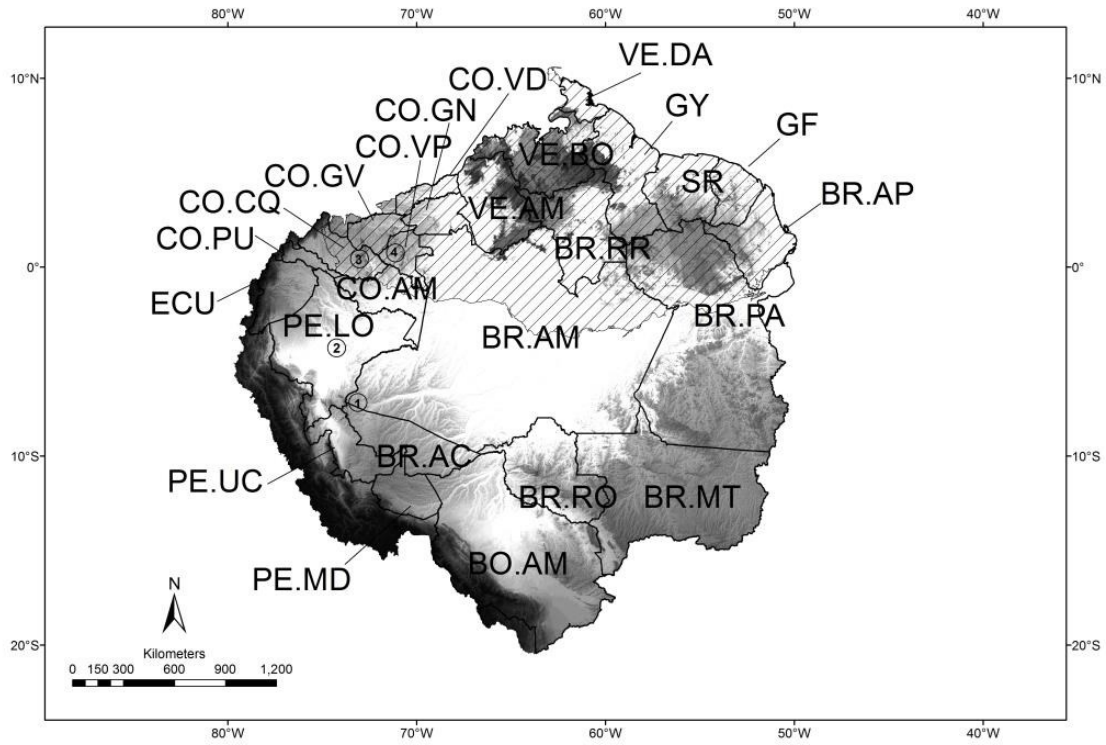 80°W 70°W 60°W 50°W 40°W
10°N 10°N
VE.DA
CO.VD
CO.GN
GY
GF
CO.VP
VE.BO
CO.GV
SR
CO.CQ
VE.AM
BR.AP
CO.PU
BR.RR
3 4
0° 0°
CO.AM
ECU
PE.LO
BR.PA
BR.AM
2
1
10°S 10°S
BR.AC
PE.UC
BR.RO BR.MT
BO.AM
PE.MD
N
Kilometers
20°S 20°S
0 150 300 600 900 1,200
80°W 70°W 60°W 50°W 40°W